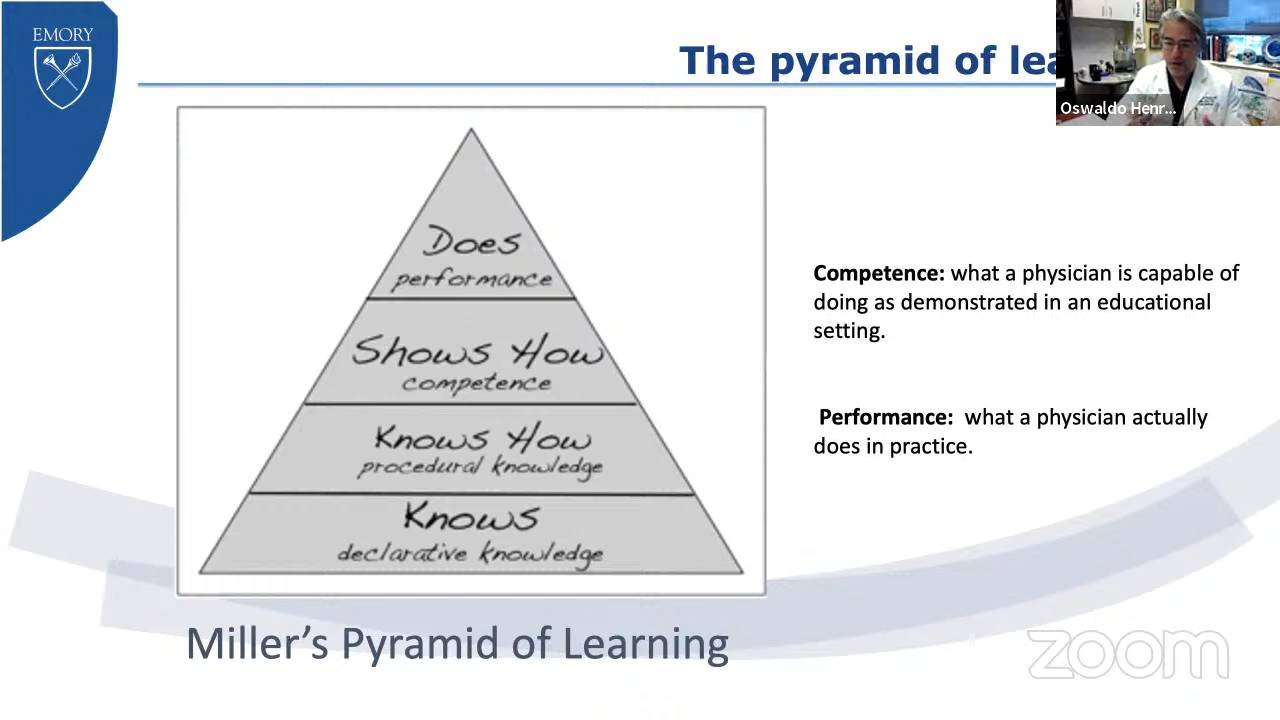 EMORY
The pyramid of lea
Oswaldo Henr...
Does
performance
Shows How
competence
Knows How
procedural knowledge
Knows
declarative knowledge
Competence: what a physician is capable of
doing as demonstrated in an educational
setting.
Performance: what a physician actually
does in practice.
Miller's Pyramid of Learning
zoom